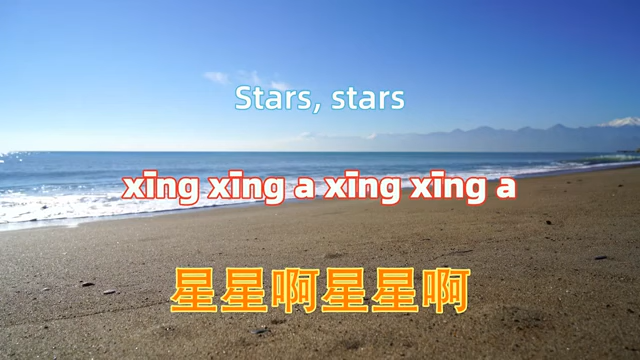 Stars, stars
xīng xīng a xīng xīng a
星星啊星星啊